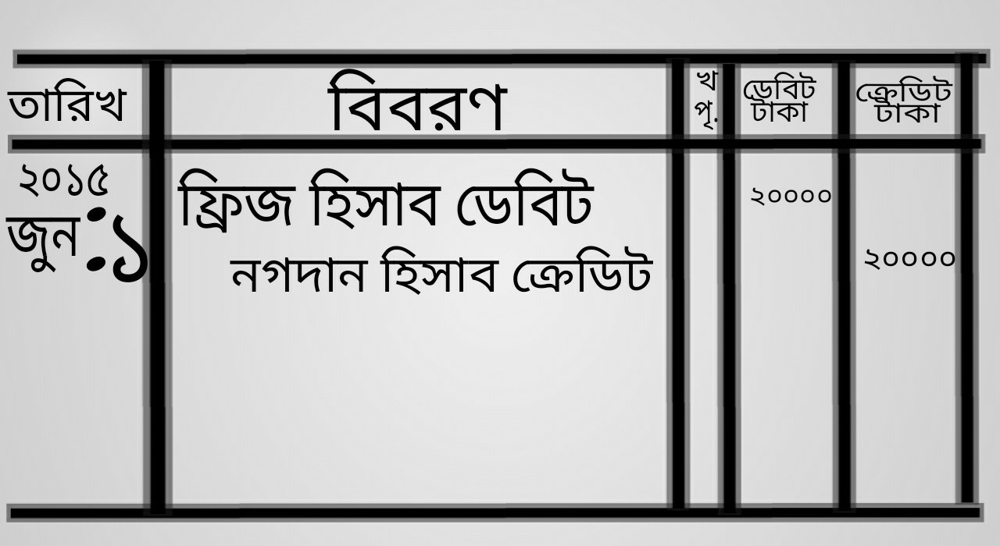 তারিখ বিবরণ খ পৃ. ডেবিট টাকা ক্রেডিট টাকা
২০১৫
জুন:১ ফ্রিজ হিসাব ডেবিট ২০০০০
নগদান হিসাব ক্রেডিট ২০০০০